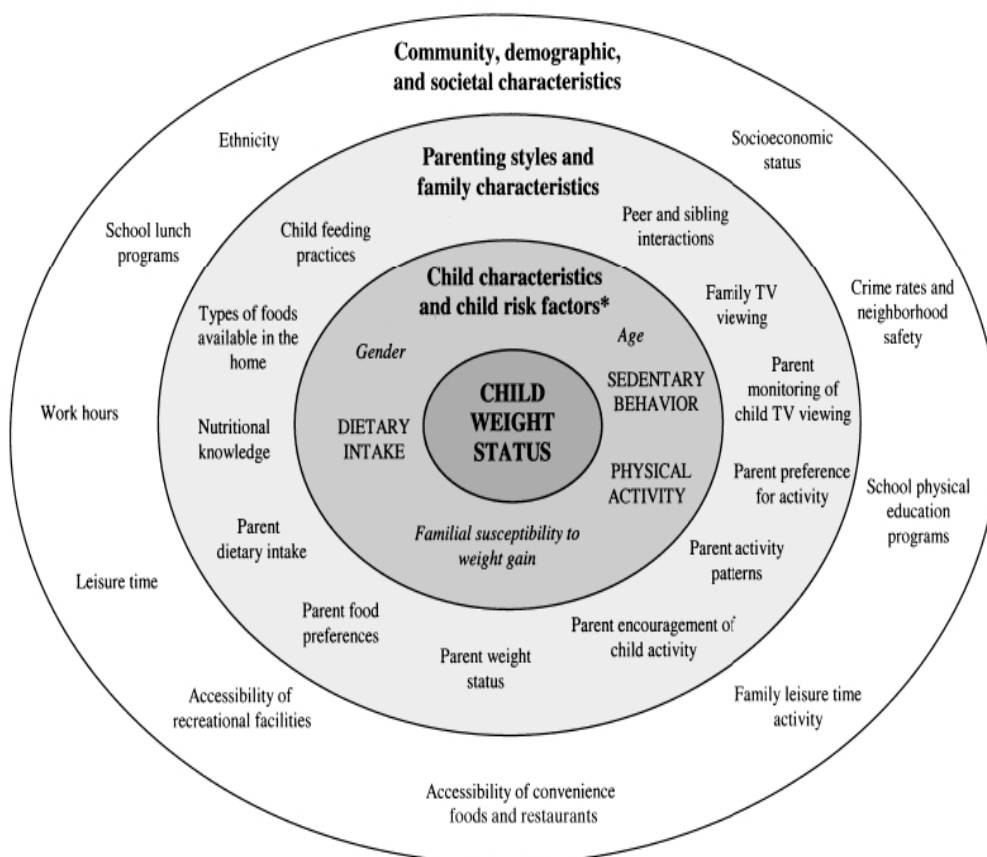 Community, demographic,
and societal characteristics
Ethnicity
Socioeconomic
status
Parenting styles and
family characteristics
School lunch
programs
Child feeding
practices
Peer and sibling
interactions
Child characteristics
and child risk factors*
Family TV
viewing
Crime rates and
neighborhood
safety
Types of foods
available in the
home
Gender
Age
Work hours
Nutritional
knowledge
DIETARY
INTAKE
CHILD
WEIGHT
STATUS
SEDENTARY
BEHAVIOR
Parent
monitoring of
child TV viewing
PHYSICAL
ACTIVITY
Parent preference
for activity
School physical
education
programs
Parent
dietary intake
Familial susceptibility to
weight gain
Parent activity
patterns
Leisure time
Parent food
preferences
Parent weight
status
Parent encouragement of
child activity
Accessibility of
recreational facilities
Family leisure time
activity
Accessibility of convenience
foods and restaurants